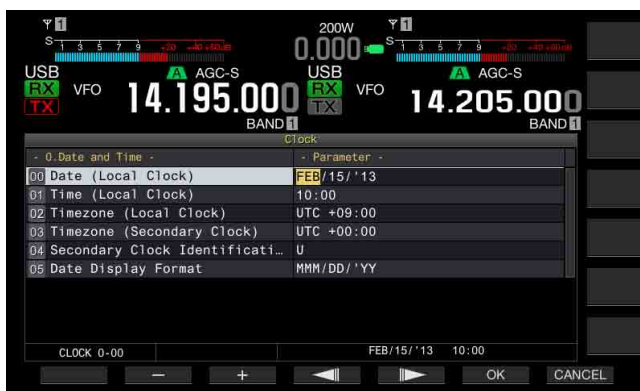 1
S 1 3 5 7 9 +20 +40 +60dB
200W
0.000
1
S 1 3 5 7 9 +20 +40 +60dB
USB A AGC-S
RX VFO 14.195.000
TX
BAND 1
USB A AGC-S
RX VFO 14.205.000
TX
BAND 1
Clock
- 0.Date and Time - - Parameter -
00 Date (Local Clock) FEB/15/'13
01 Time (Local Clock) 10:00
02 Timezone (Local Clock) UTC +09:00
03 Timezone (Secondary Clock) UTC +00:00
04 Secondary Clock Identificati... U
05 Date Display Format MMM/DD/'YY
CLOCK 0-00 FEB/15/'13 10:00
- + OK CANCEL